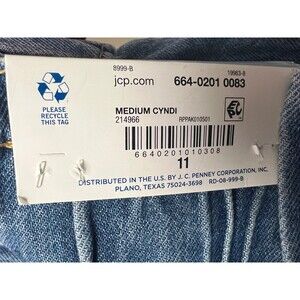 8999-B 19983-B
jcp.com 664-0201 0083
PLEASE
RECYCLE
THIS TAG
MEDIUM CYNDI
214966 RPPAK010501
6640201010308
11
DISTRIBUTED IN THE U.S. BY J. C. PENNEY CORPORATION, INC.
PLANO, TEXAS 75024-3698 RD-08-999-B